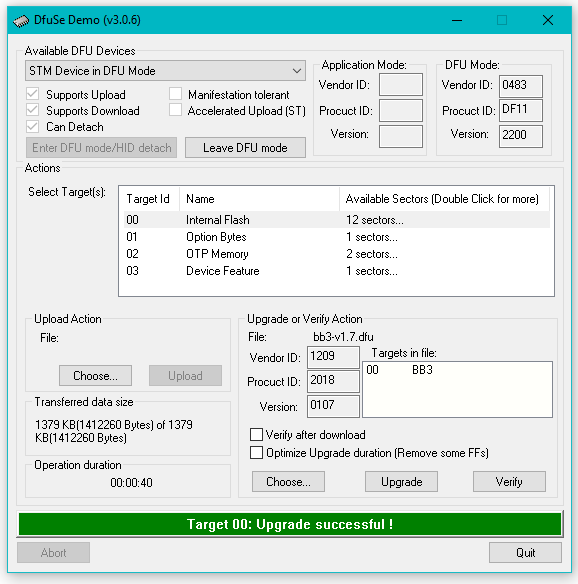 DfuSe Demo (v3.0.6)
Available DFU Devices
STM Device in DFU Mode
Supports Upload
Manifestation tolerant
Supports Download
Accelerated Upload (ST)
Can Detach
Enter DFU mode/HID detach
Leave DFU mode
Application Mode:
Vendor ID:
Procuct ID:
Version:
DFU Mode:
Vendor ID: 0483
Procuct ID: DF11
Version: 2200
Actions
Select Target(s):
Target Id Name Available Sectors (Double Click for more)
00 Internal Flash 12 sectors...
01 Option Bytes 1 sectors...
02 OTP Memory 2 sectors...
03 Device Feature 1 sectors...
Upload Action
File:
Choose... Upload
Transferred data size
1379 KB(1412260 Bytes) of 1379
KB(1412260 Bytes)
Operation duration
00:00:40
Upgrade or Verify Action
File: bb3-v1.7.dfu
Vendor ID: 1209
Procuct ID: 2018
Version: 0107
Targets in file:
00 BB3
Verify after download
Optimize Upgrade duration (Remove some FFs)
Choose... Upgrade Verify
Target 00: Upgrade successful !
Abort Quit